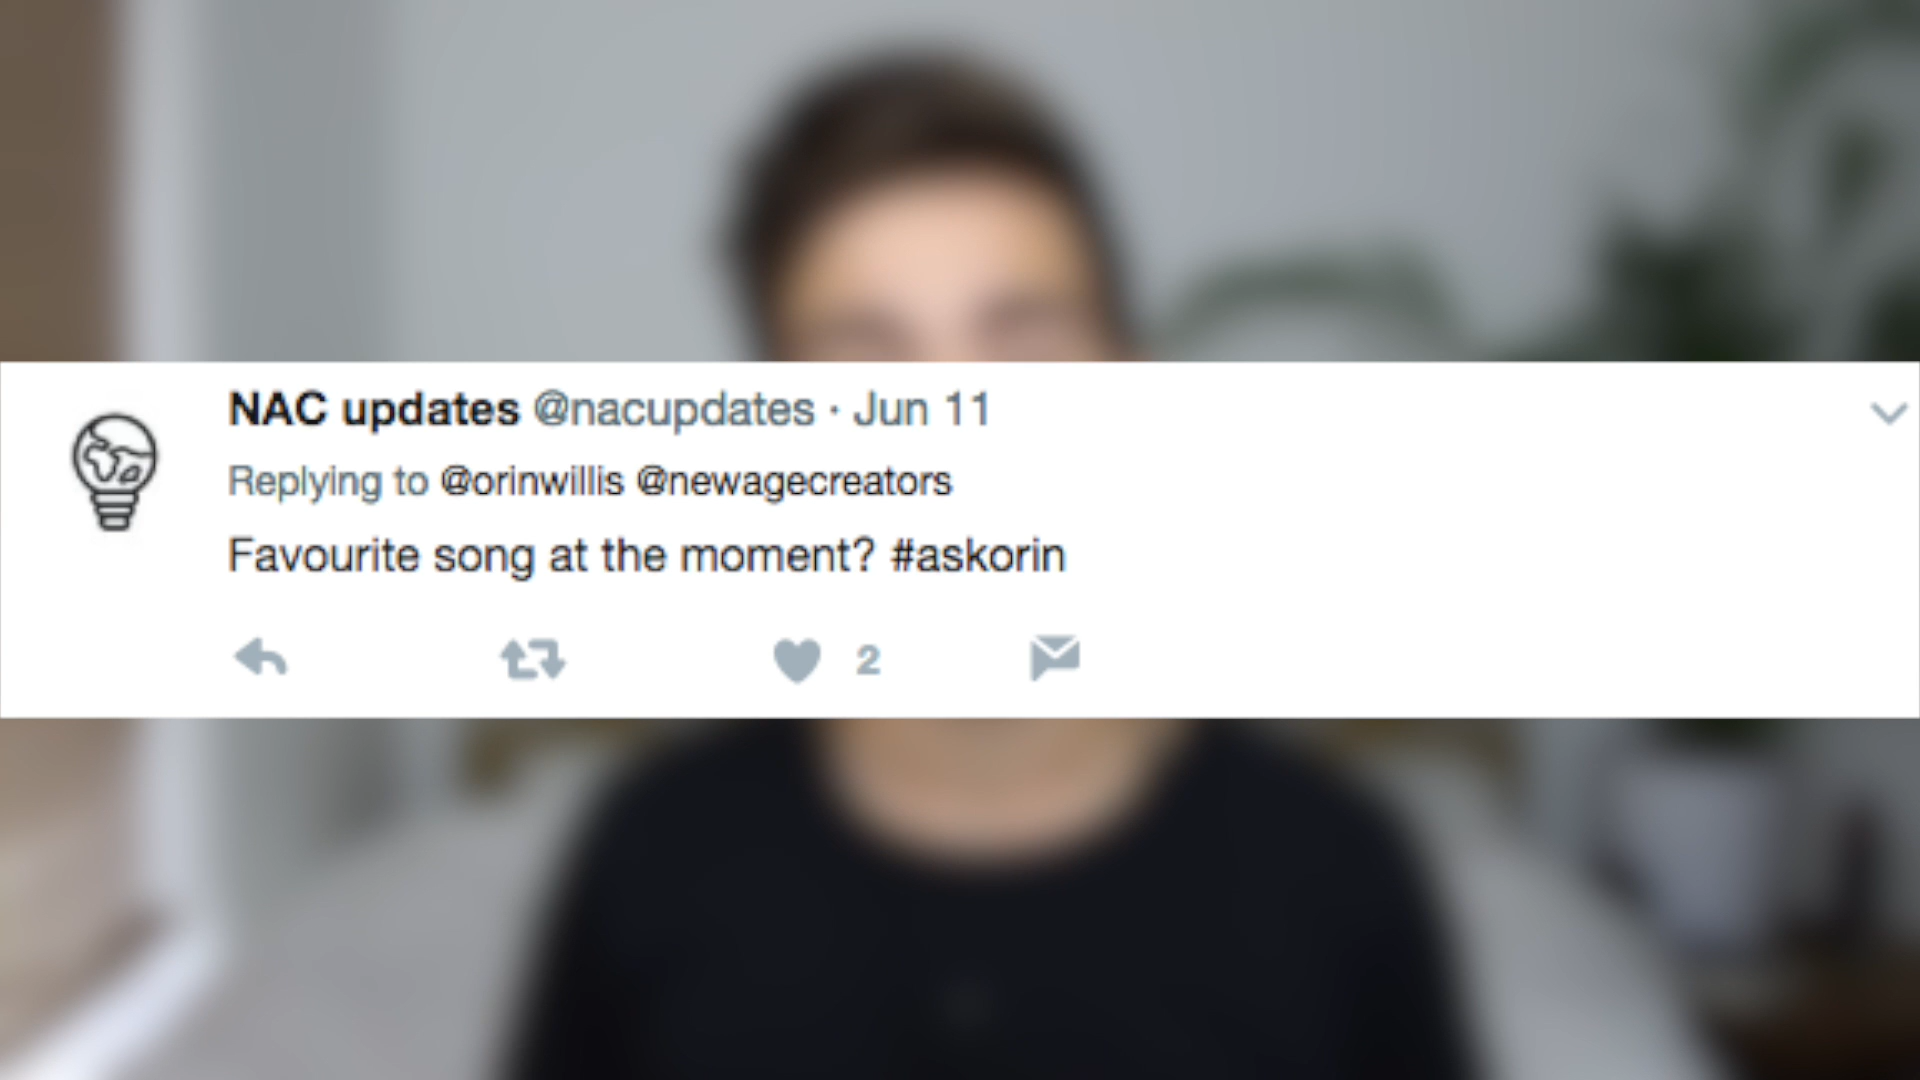 NAC updates @nacupdates · Jun 11
Replying to @orinwillis @newagecreators
Favourite song at the moment? #askorin
2